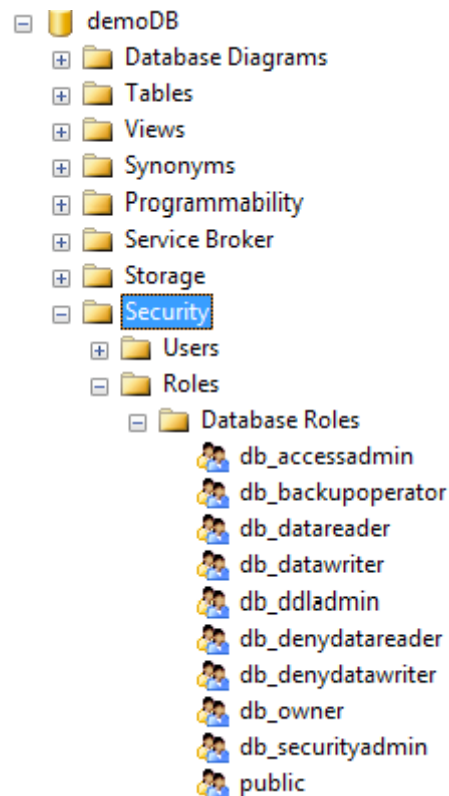 demoDB
Database Diagrams
Tables
Views
Synonyms
Programmability
Service Broker
Storage
Security
Users
Roles
Database Roles
db_accessadmin
db_backupoperator
db_datareader
db_datawriter
db_ddladmin
db_denydatareader
db_denydatawriter
db_owner
db_securityadmin
public